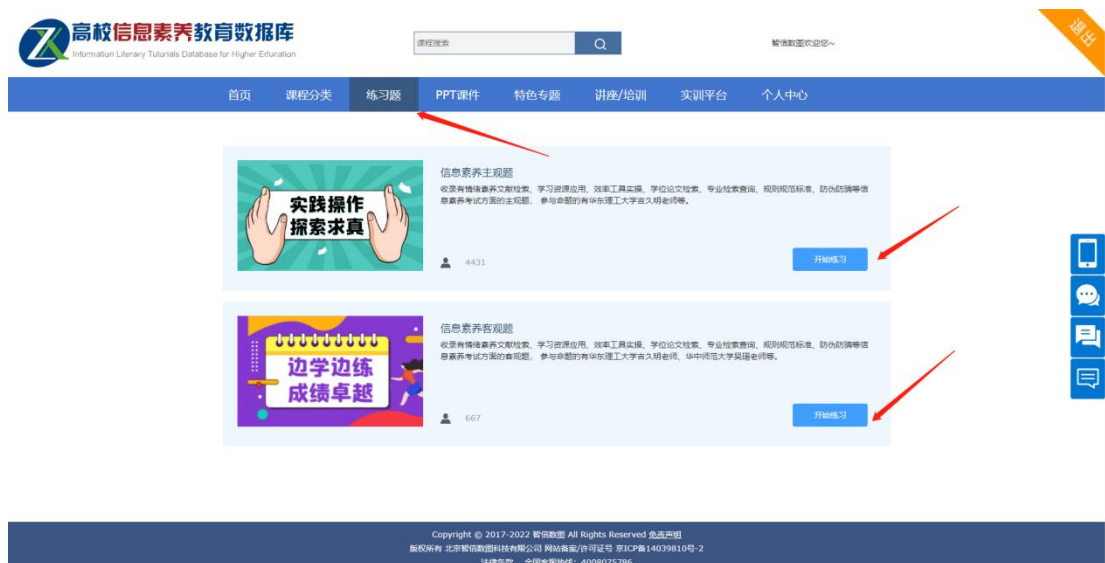 高校信息素养教育数据库
Information Literary Tutorials Database for Higher Education
课程搜索
智信数图欢迎您~
退出
首页 课程分类 练习题 PPT课件 特色专题 讲座/培训 实训平台 个人中心
实践操作
探索求真
信息素养主观题
收录有情绪素养文献检索、学习资源应用、效率工具实操、学位论文检索、专业检索查询、规则规范标准、防伪防骗等信
息素养考试方面的主观题， 参与命题的有华东理工大学吉久明老师等。
4431
开始练习
边学边练
成绩卓越
信息素养客观题
收录有情绪素养文献检索、学习资源应用、效率工具实操、学位论文检索、专业检索查询、规则规范标准、防伪防骗等信
息素养考试方面的客观题， 参与命题的有华东理工大学吉久明老师、华中师范大学吴瑾老师等。
667
开始练习
Copyright © 2017-2022 智信数图 All Rights Reserved 免责声明
版权所有 北京智信数图科技有限公司 网站备案/许可证号 京ICP备14039810号-2
法律条款 全国客服热线：4008075786